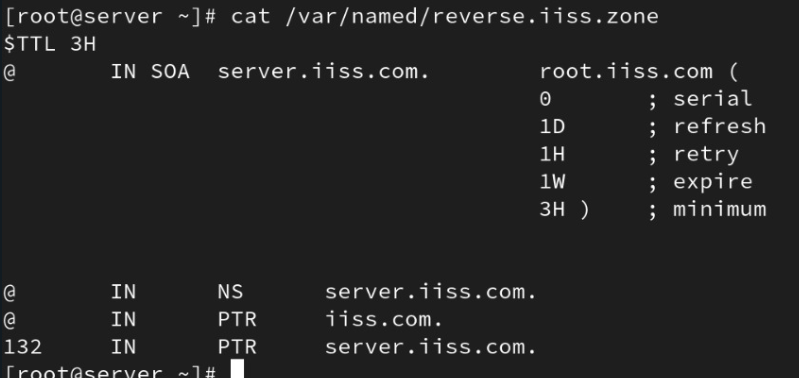 [root@server ~]# cat /var/named/reverse.iiss.zone
$TTL 3H
@ IN SOA server.iiss.com. root.iiss.com (
0 ; serial
1D ; refresh
1H ; retry
1W ; expire
3H ) ; minimum
@ IN NS server.iiss.com.
@ IN PTR iiss.com.
132 IN PTR server.iiss.com.
[root@server ~]#